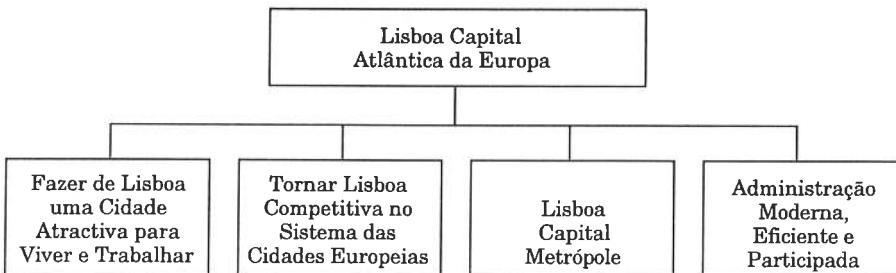 Lisboa Capital
Atlântica da Europa
Fazer de Lisboa
uma Cidade
Atractiva para
Viver e Trabalhar
Tornar Lisboa
Competitiva no
Sistema das
Cidades Europeias
Lisboa
Capital
Metrópole
Administração
Moderna,
Eficiente e
Participada